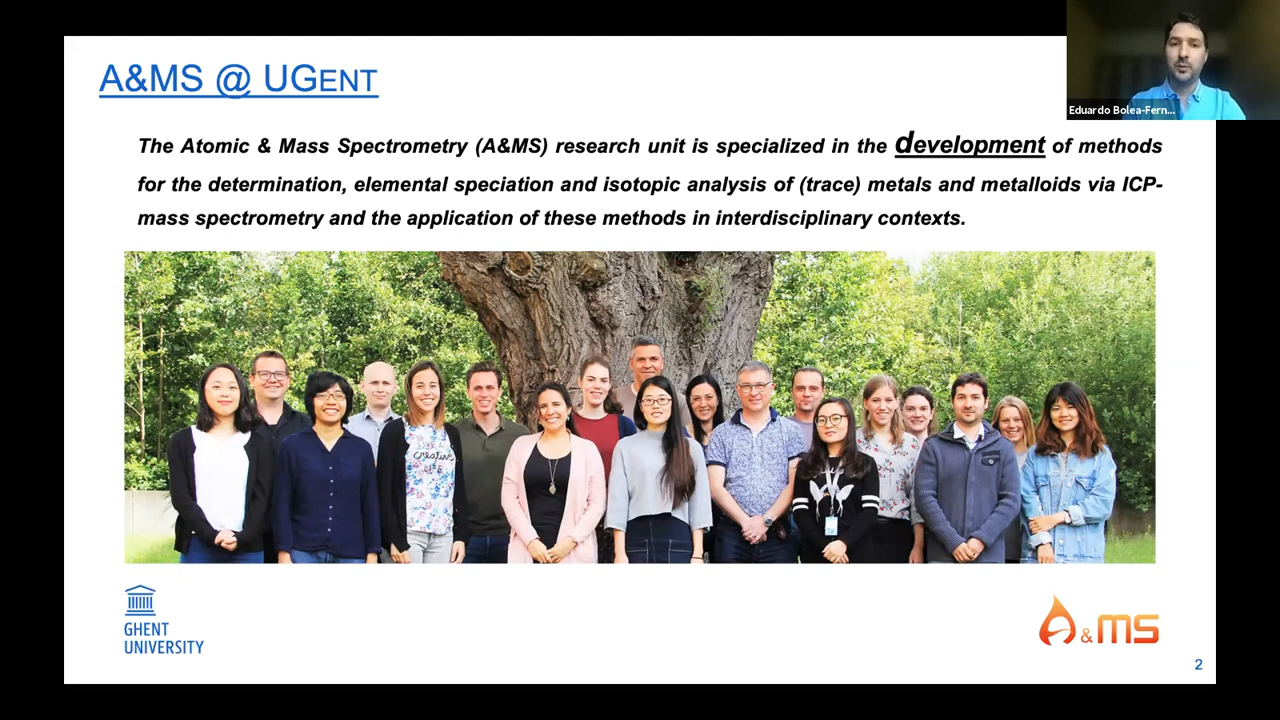 A&MS @ UGENT
Eduardo Bolea-Fern...
The Atomic & Mass Spectrometry (A&MS) research unit is specialized in the development of methods
for the determination, elemental speciation and isotopic analysis of (trace) metals and metalloids via ICP-
mass spectrometry and the application of these methods in interdisciplinary contexts.
GHENT
UNIVERSITY
A&MS
2